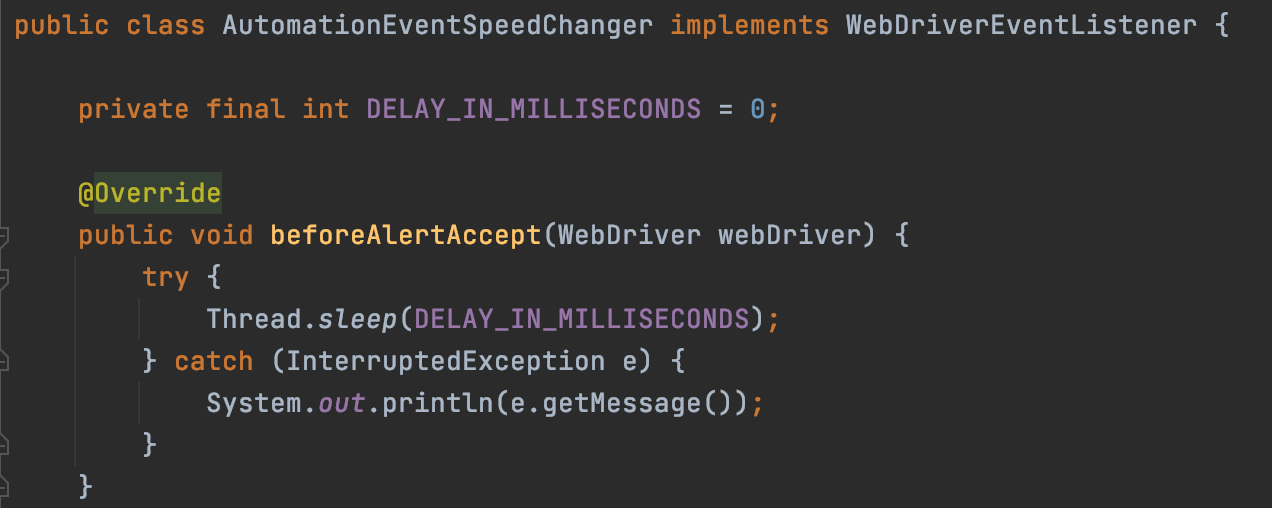 public class AutomationEventSpeedChanger implements WebDriverEventListener {
private final int DELAY_IN_MILLISECONDS = 0;
@Override
public void beforeAlertAccept(WebDriver webDriver) {
try {
Thread.sleep(DELAY_IN_MILLISECONDS);
} catch (InterruptedException e) {
System.out.println(e.getMessage());
}
}